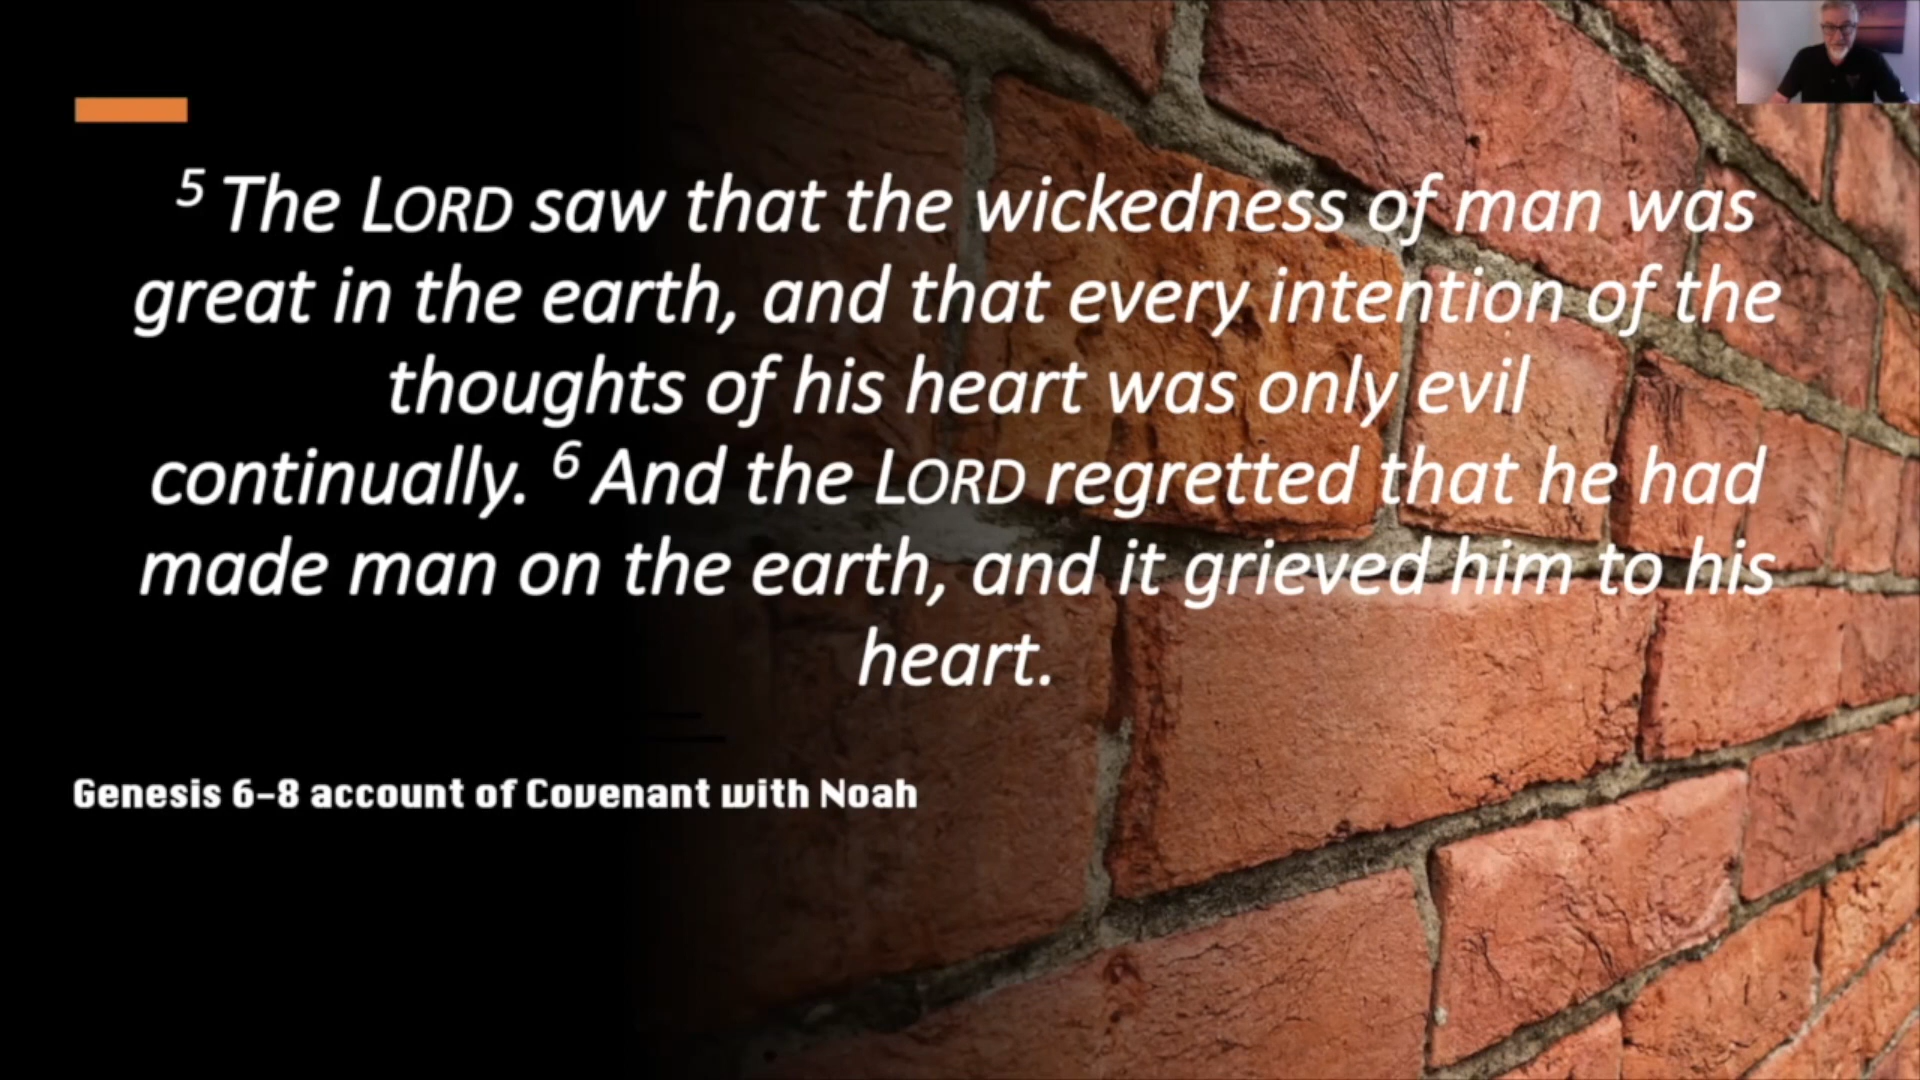 5 The LORD saw that the wickedness of man was
great in the earth, and that every intention of the
thoughts of his heart was only evil
continually. 6 And the LORD regretted that he had
made man on the earth, and it grieved him to his
heart.
Genesis 6-8 account of Covenant with Noah